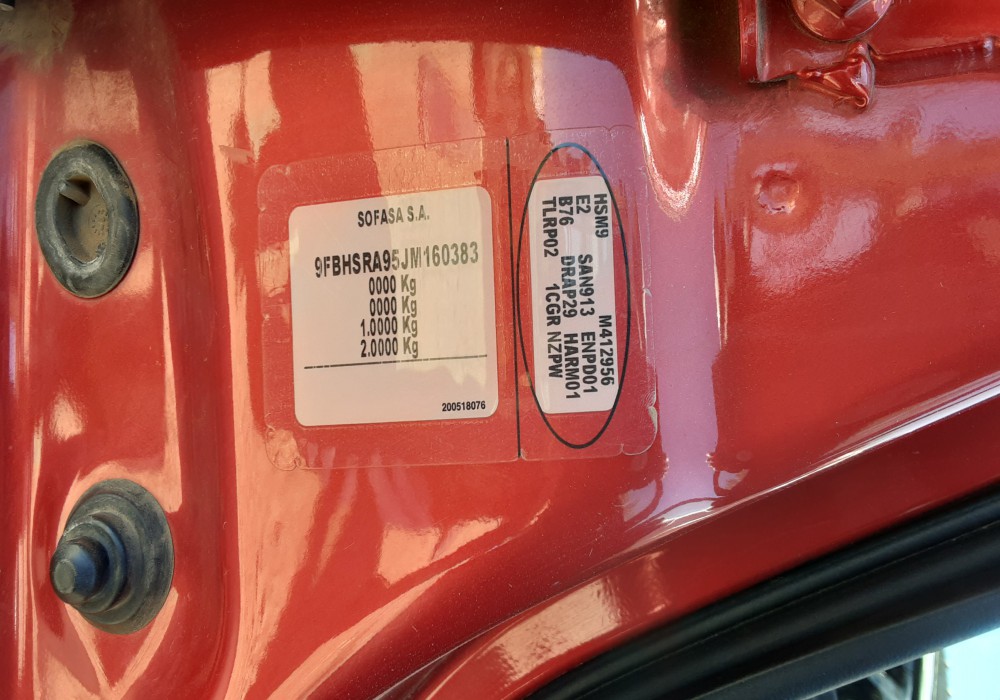 SOFASA S.A.
9FBHSRA95JM160383
0000 Kg
0000 Kg
1.0000 Kg
2.0000 Kg
200518076
HSM9 M412956
E2 SAN913 ENPD01
B76 DRAP29 HARM01
TLRP02 1CGR NZPW